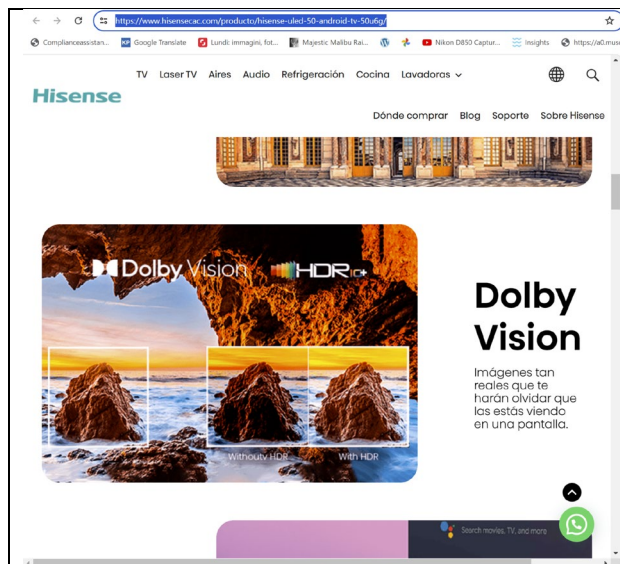 https://www.hisensecac.com/producto/hisense-uled-50-android-tv-50u6g/
Complianceassistan... Google Translate Lundi: immagini, fot... Majestic Malibu Rai... Nikon D850 Captur... Insights https://a0.muse
TV Laser TV Aires Audio Refrigeración Cocina Lavadoras
Hisense
Dónde comprar Blog Soporte Sobre Hisense
Dolby Vision HDR10+
Withoutv HDR With HDR
Dolby
Vision
Imágenes tan
reales que te
harán olvidar que
las estás viendo
en una pantalla.
Search movies, TV, and more